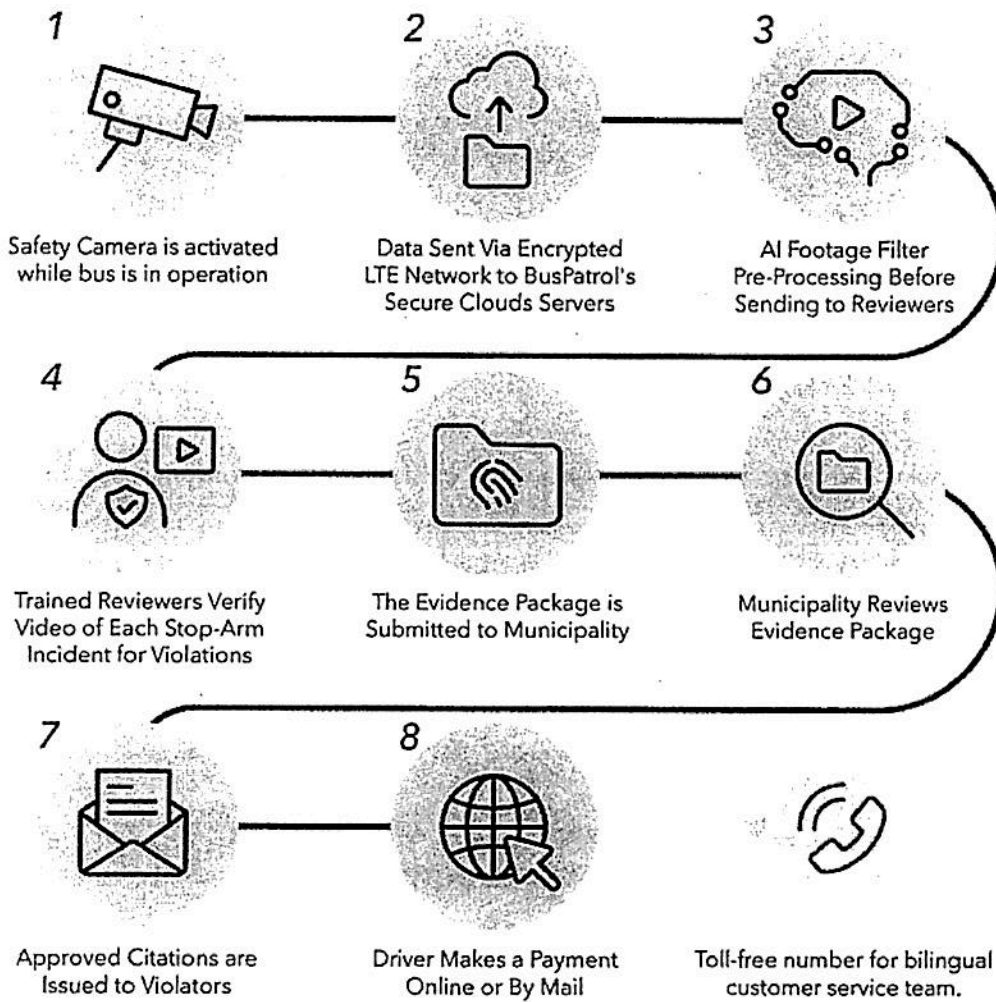 1
2
3
Safety Camera is activated
while bus is in operation
Data Sent Via Encrypted
LTE Network to BusPatrol's
Secure Clouds Servers
AI Footage Filter
Pre-Processing Before
Sending to Reviewers
4
5
6
Trained Reviewers Verify
Video of Each Stop-Arm
Incident for Violations
The Evidence Package is
Submitted to Municipality
Municipality Reviews
Evidence Package
7
8
Approved Citations are
Issued to Violators
Driver Makes a Payment
Online or By Mail
Toll-free number for bilingual
customer service team.